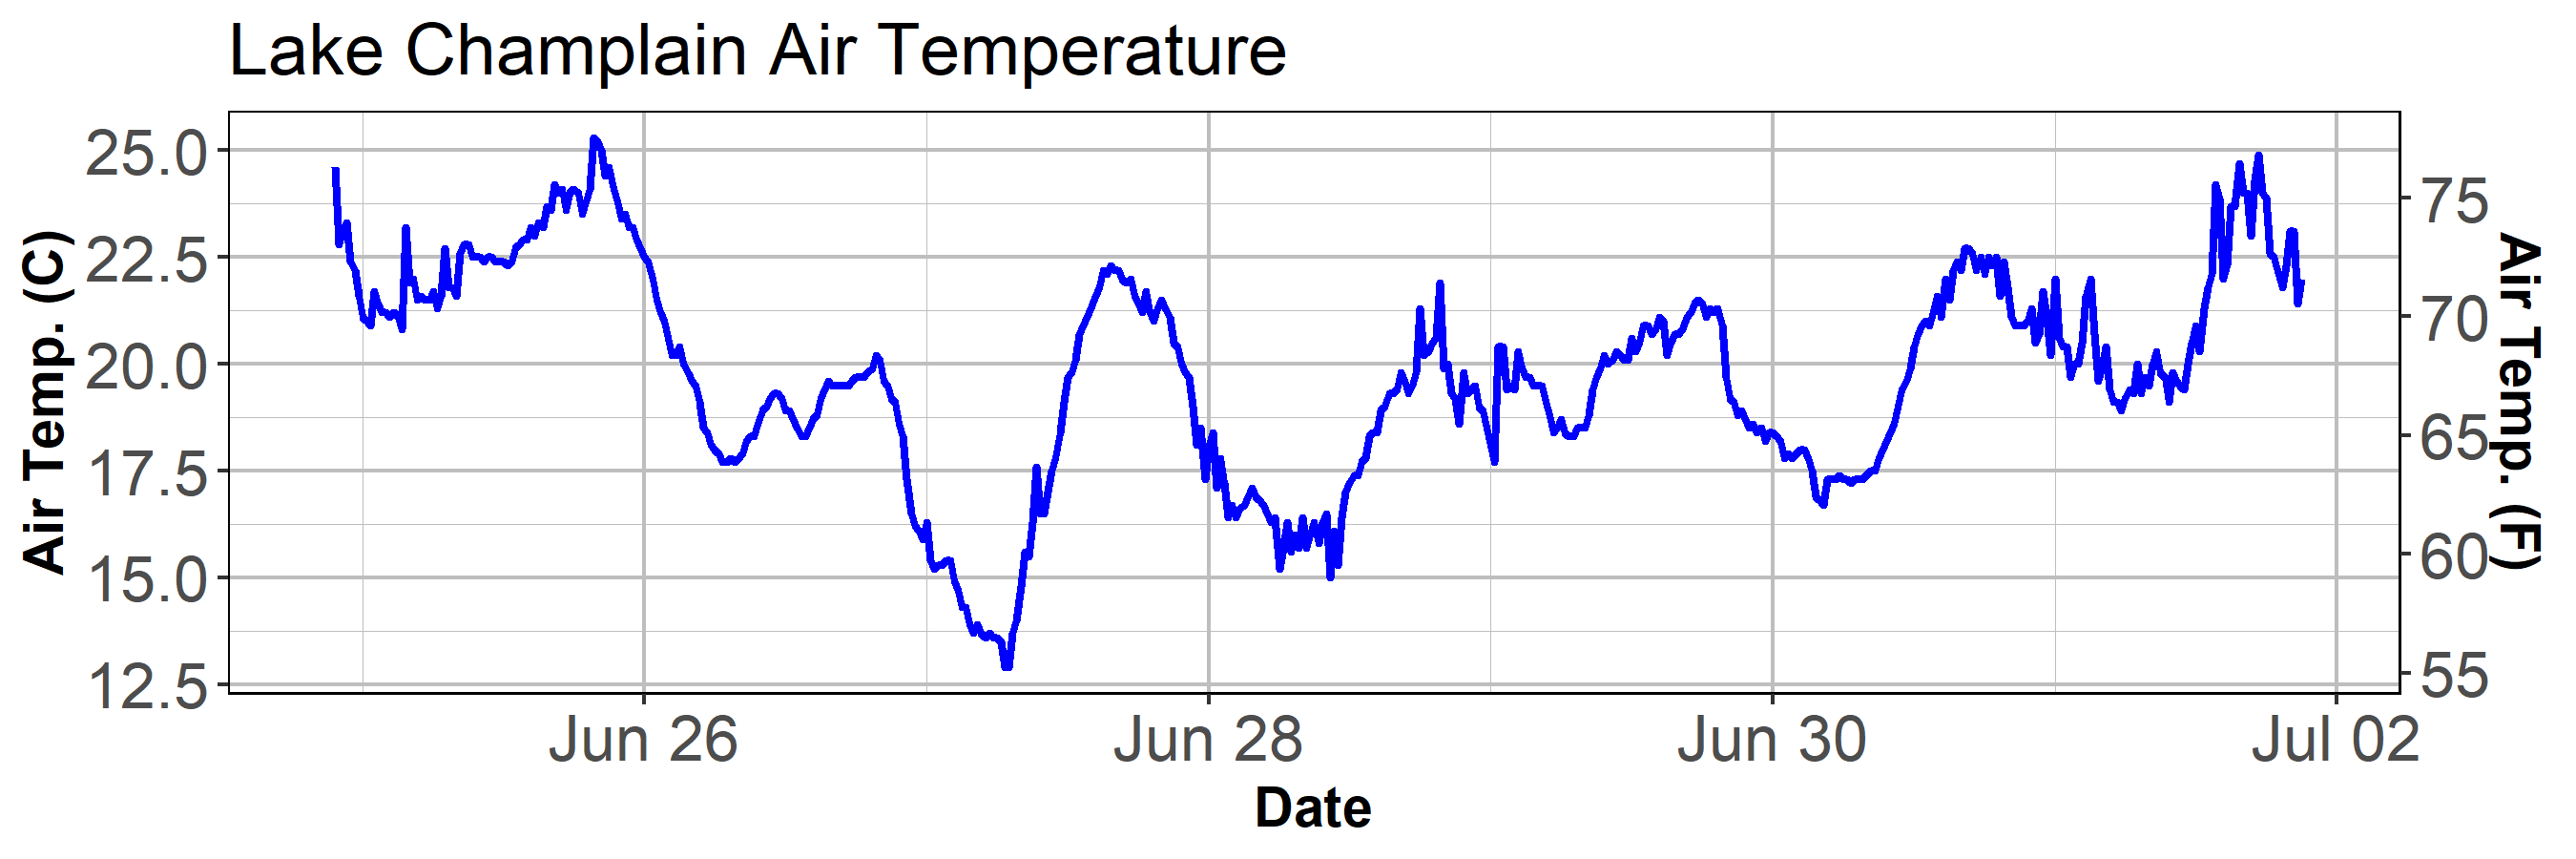 Lake Champlain Air Temperature
Air Temp. (C)
25.0
22.5
20.0
17.5
15.0
12.5
75
70
65
60
55
Air Temp. (F)
Jun 26 Jun 28 Jun 30 Jul 02
Date